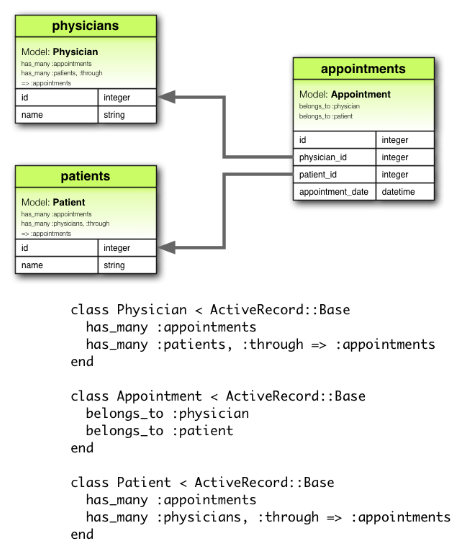 physicians
Model: Physician
has_many :appointments
has_many :patients, :through
=> :appointments
id integer
name string
appointments
Model: Appointment
belongs_to :physician
belongs_to :patient
id integer
physician_id integer
patient_id integer
appointment_date datetime
patients
Model: Patient
has_many :appointments
has_many :physicians, :through
=> :appointments
id integer
name string
class Physician < ActiveRecord::Base
  has_many :appointments
  has_many :patients, :through => :appointments
end
class Appointment < ActiveRecord::Base
  belongs_to :physician
  belongs_to :patient
end
class Patient < ActiveRecord::Base
  has_many :appointments
  has_many :physicians, :through => :appointments
end